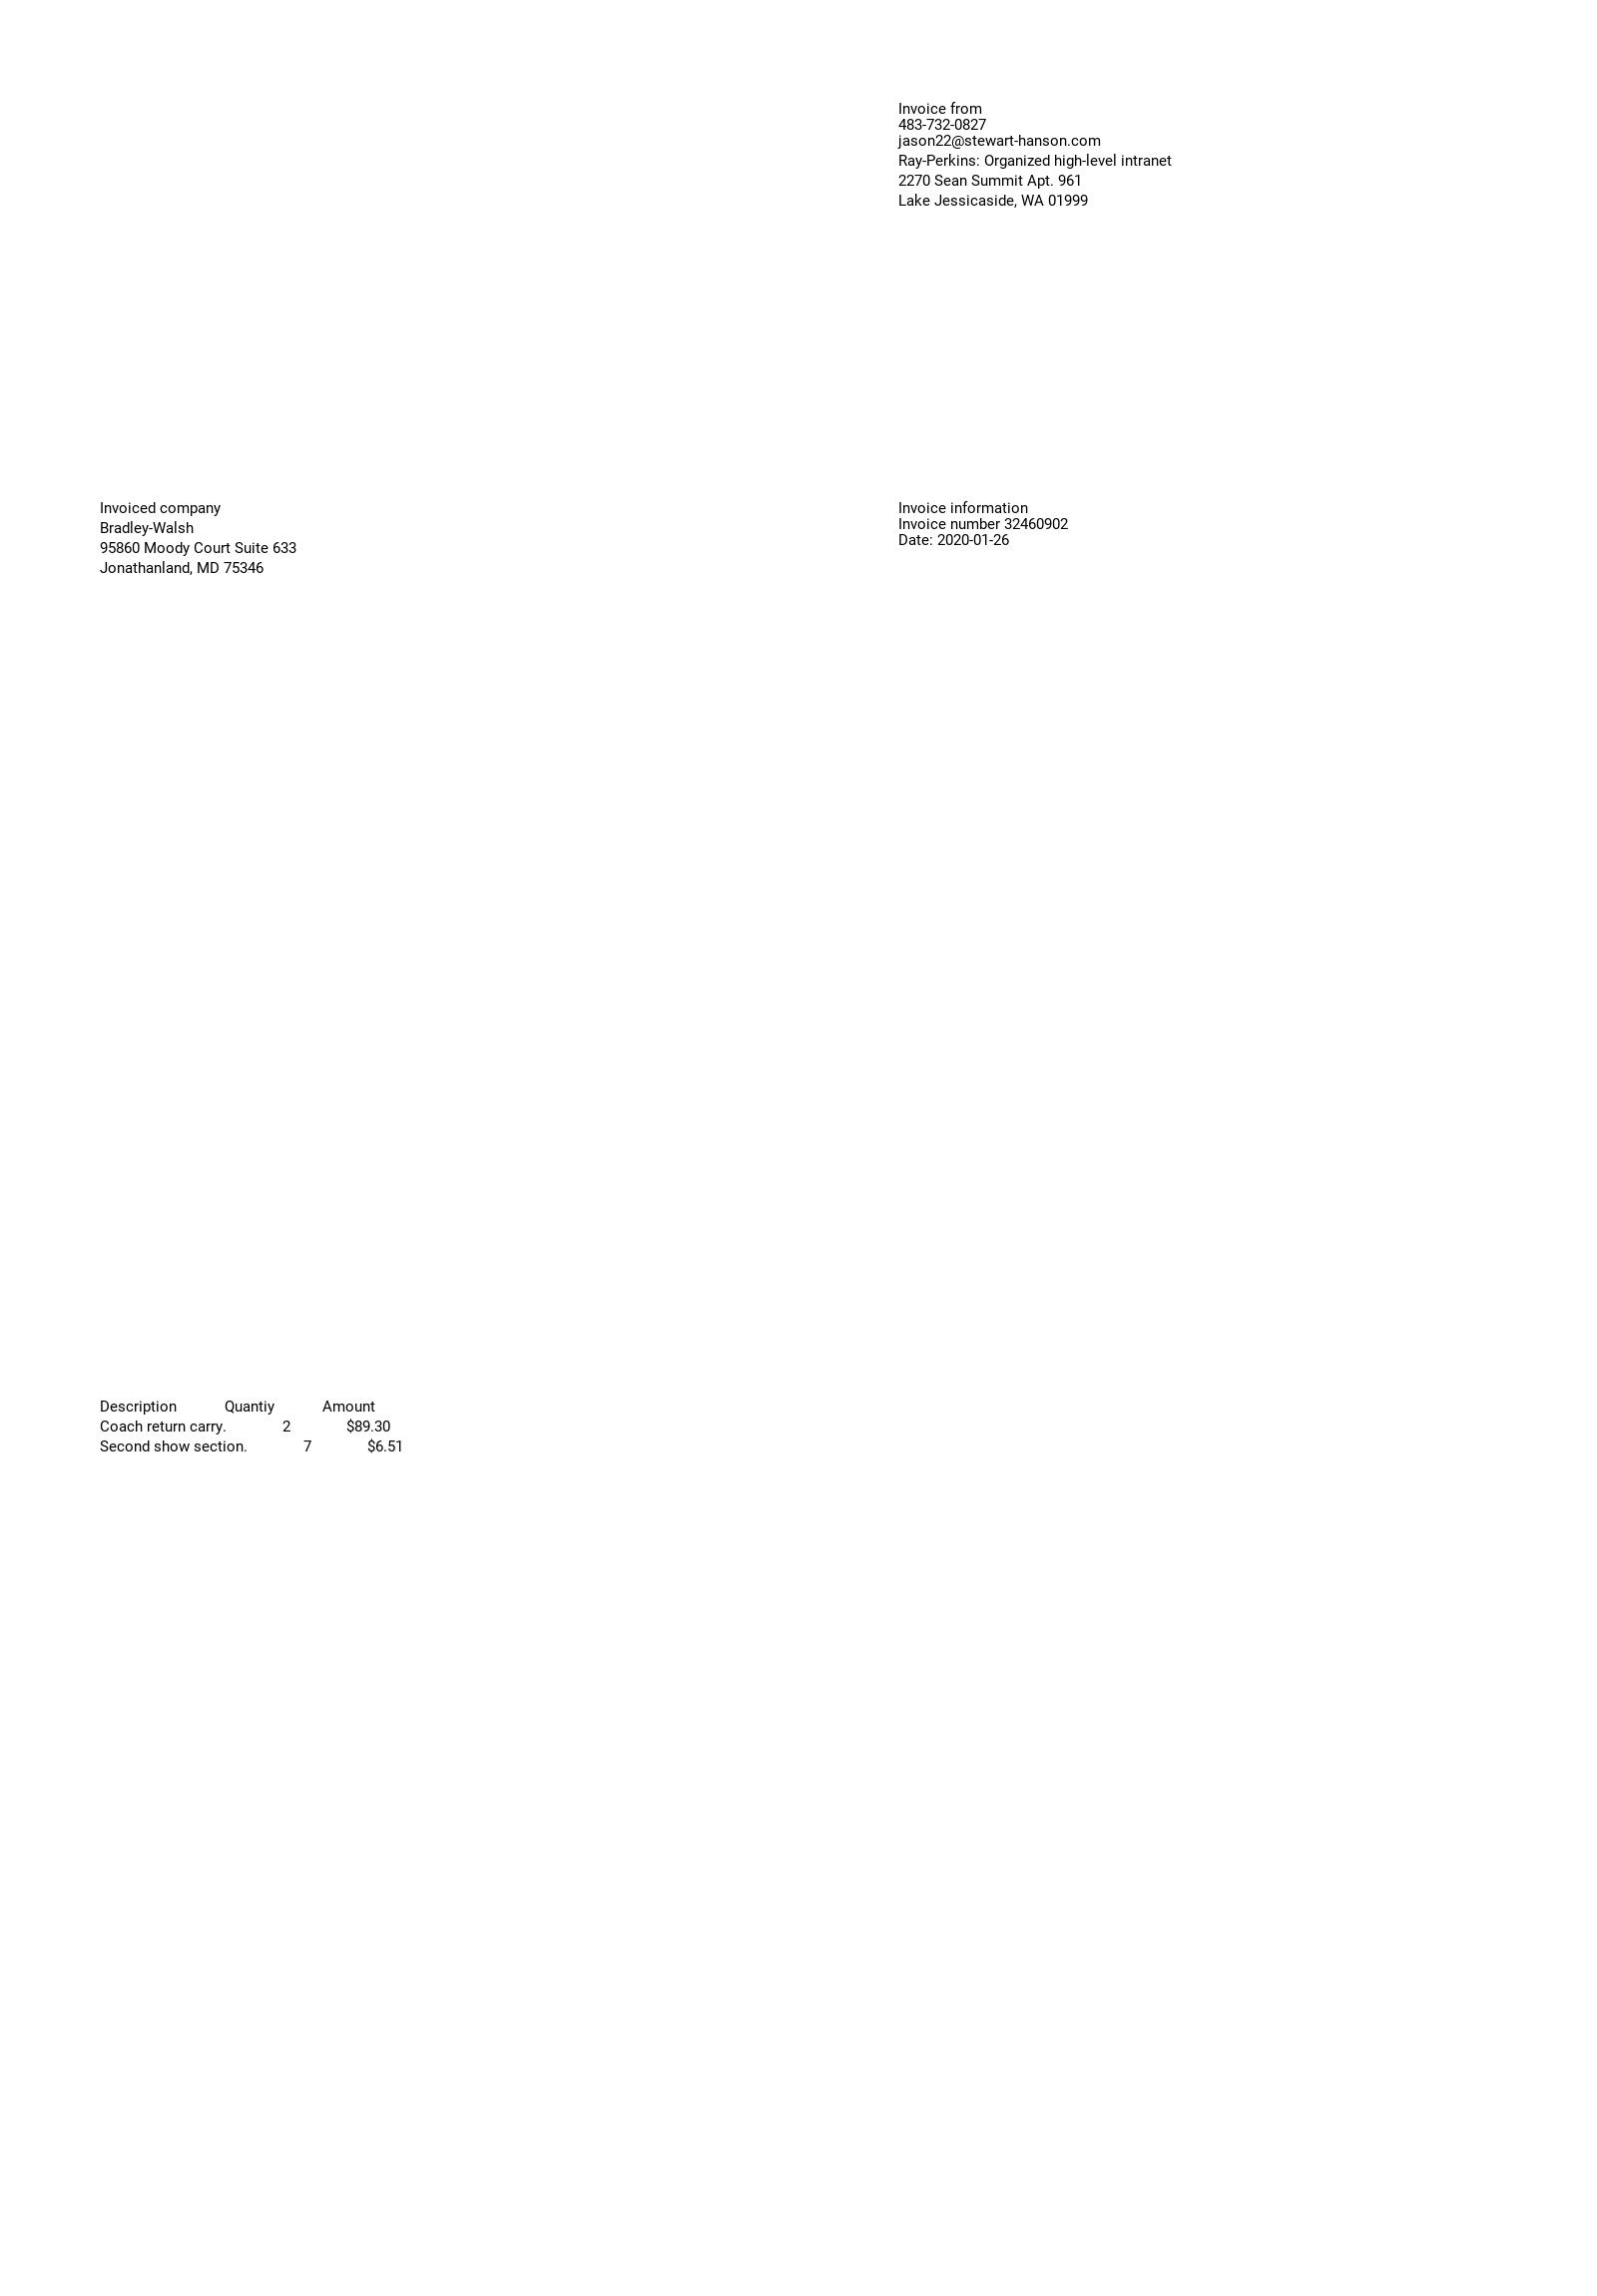 Invoice from
483-732-0827
jason22@stewart-hanson.com
Ray-Perkins: Organized high-level intranet
2270 Sean Summit Apt. 961
Lake Jessicaside, WA 01999
Invoiced company
Bradley-Walsh
95860 Moody Court Suite 633
Jonathanland, MD 75346
Invoice information
Invoice number 32460902
Date: 2020-01-26
Description Quantiy Amount
Coach return carry. 2 $89.30
Second show section. 7 $6.51